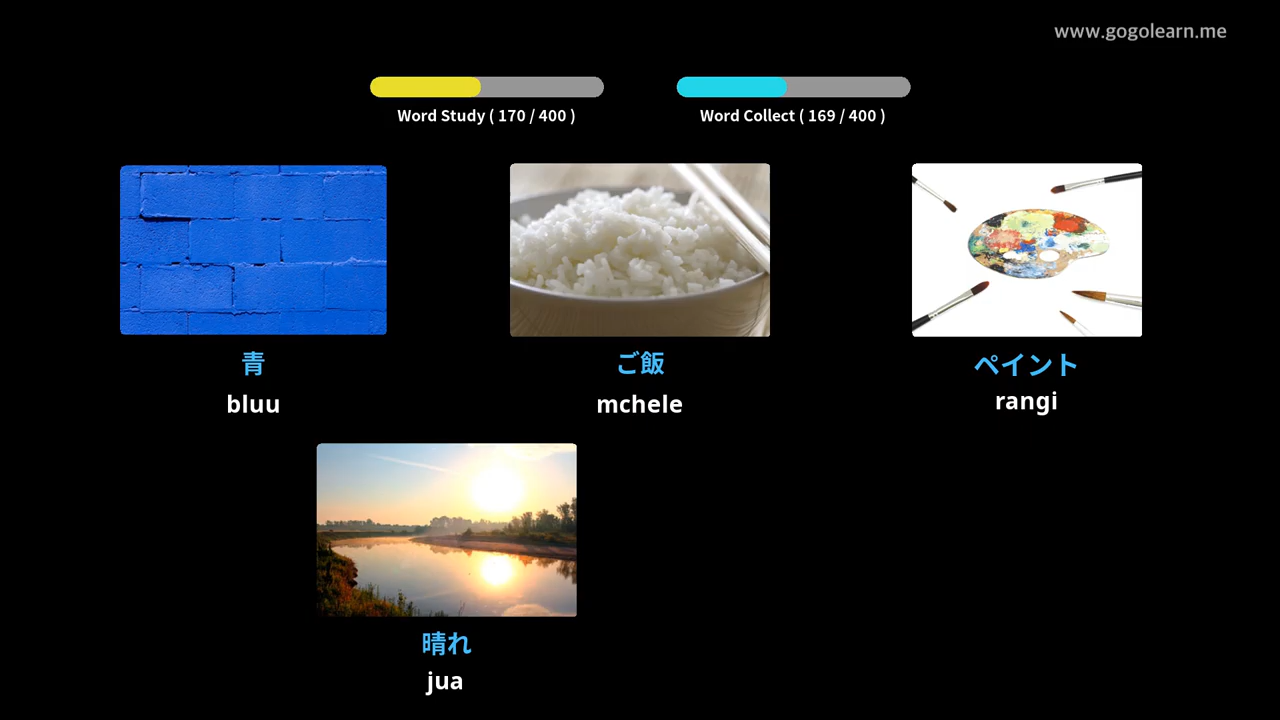 www.gogolearn.me
Word Study ( 170 / 400 )
Word Collect ( 169 / 400 )
青
bluu
ご飯
mchele
ペイント
rangi
晴れ
jua